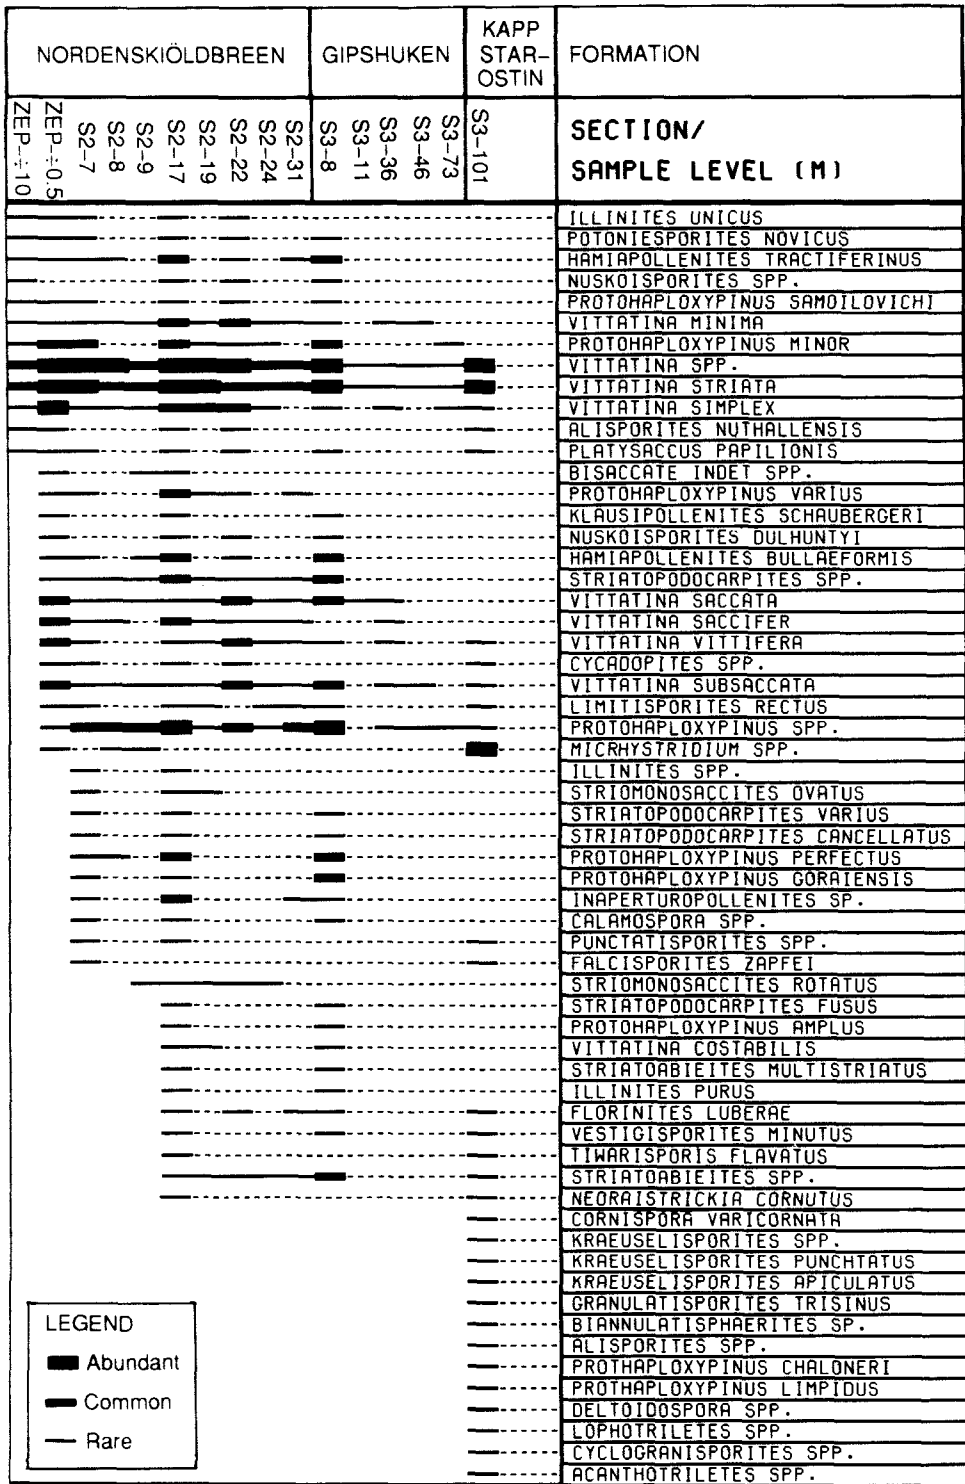 NORDENSKIÖLDBREEN
GIPSHUKEN
KAPP
STAR-
OSTIN
FORMATION
ZEP-÷10
ZEP-÷0.5
S2-7
S2-8
S2-9
S2-17
S2-19
S2-22
S2-24
S2-31
S3-8
S3-11
S3-36
S3-46
S3-73
S3-101
SECTION/
SAMPLE LEVEL (M)
ILLINITES UNICUS
POTONIESPORITES NOVICUS
HAMIAPOLLENITES TRACTIFERINUS
NUSKOISPORITES SPP.
PROTOHAPLOXYPINUS SAMOILOVICHI
VITTATINA MINIMA
PROTOHAPLOXYPINUS MINOR
VITTATINA SPP.
VITTATINA STRIATA
VITTATINA SIMPLEX
ALISPORITES NUTHALLENSIS
PLATYSACCUS PAPILIONIS
BISACCATE INDET SPP.
PROTOHAPLOXYPINUS VARIUS
KLAUSIPOLLENITES SCHAUBERGERI
NUSKOISPORITES DULHUNTYI
HAMIAPOLLENITES BULLAEFORMIS
STRIATOPODOCARPITES SPP.
VITTATINA SACCATA
VITTATINA SACCIFER
VITTATINA VITTIFERA
CYCADOPITES SPP.
VITTATINA SUBSACCATA
LIMITISPORITES RECTUS
PROTOHAPLOXYPINUS SPP.
MICRHYSTRIDIUM SPP.
ILLINITES SPP.
STRIOMONOSACCITES OVATUS
STRIATOPODOCARPITES VARIUS
STRIATOPODOCARPITES CANCELLATUS
PROTOHAPLOXYPINUS PERFECTUS
PROTOHAPLOXYPINUS GORAIENSIS
INAPERTUROPOLLENITES SP.
CALAMOSPORA SPP.
PUNCTATISPORITES SPP.
FALCISPORITES ZAPFEI
STRIOMONOSACCITES ROTATUS
STRIATOPODOCARPITES FUSUS
PROTOHAPLOXYPINUS AMPLUS
VITTATINA COSTABILIS
STRIATOABIEITES MULTISTRIATUS
ILLINITES PURUS
FLORINITES LUBERAE
VESTIGISPORITES MINUTUS
TIWARISPORIS FLAVATUS
STRIATOABIEITES SPP.
NEORAISTRICKIA CORNUTUS
CORNISPORA VARICORNATA
KRAEUSELISPORITES SPP.
KRAEUSELISPORITES PUNCHTATUS
KRAEUSELISPORITES APICULATUS
GRANULATISPORITES TRISINUS
BIANNULATISPHAERITES SP.
ALISPORITES SPP.
PROTHAPLOXYPINUS CHALONERI
PROTHAPLOXYPINUS LIMPIDUS
DELTOIDOSPORA SPP.
LOPHOTRILETES SPP.
CYCLOGRANISPORITES SPP.
ACANTHOTRILETES SPP.
LEGEND
Abundant
Common
Rare